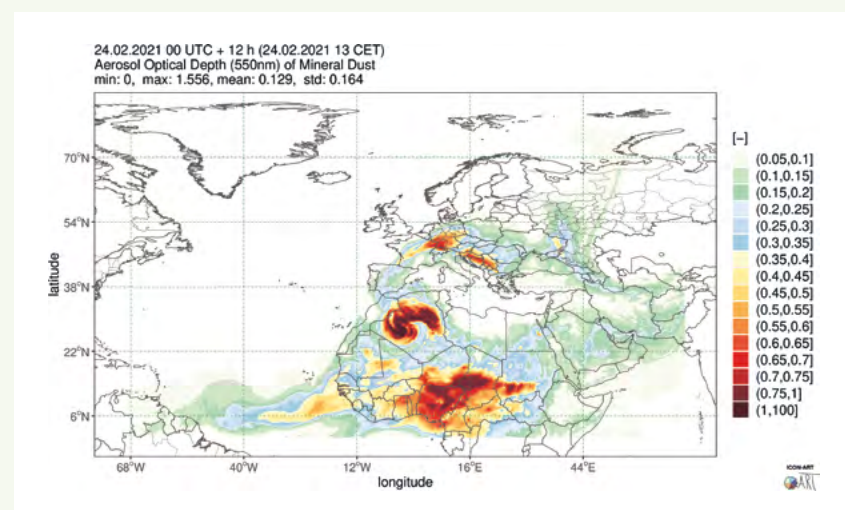 24.02.2021 00 UTC + 12 h (24.02.2021 13 CET)
Aerosol Optical Depth (550nm) of Mineral Dust
min: 0, max: 1.556, mean: 0.129, std: 0.164
[−]
(0.05,0.1]
(0.1,0.15]
(0.15,0.2]
(0.2,0.25]
(0.25,0.3]
(0.3,0.35]
(0.35,0.4]
(0.4,0.45]
(0.45,0.5]
(0.5,0.55]
(0.55,0.6]
(0.6,0.65]
(0.65,0.7]
(0.7,0.75]
(0.75,1]
(1,100]
latitude
70°N
54°N
38°N
22°N
6°N
68°W
40°W
12°W
16°E
44°E
longitude
ICON-ART
ART